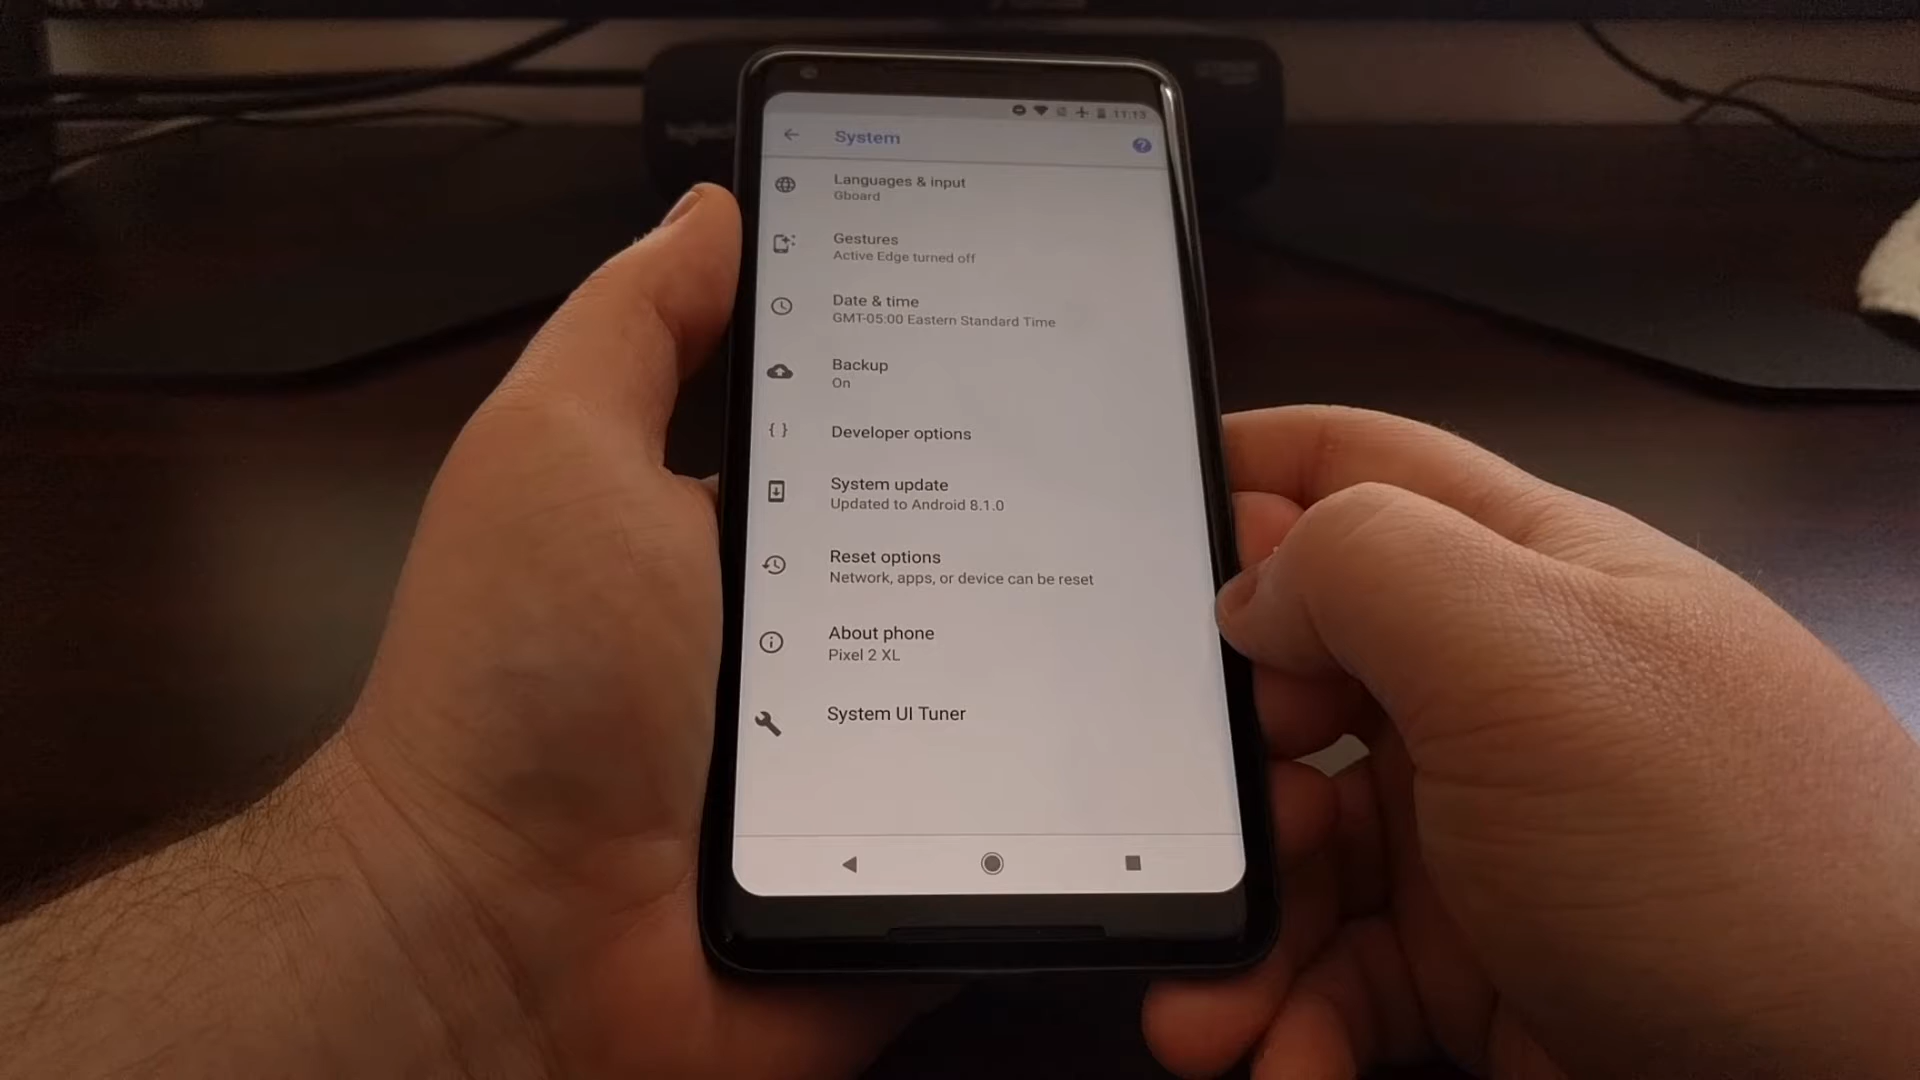 11:13
System
Languages & input
Gboard
Gestures
Active Edge turned off
Date & time
GMT-05:00 Eastern Standard Time
Backup
On
{ }
Developer options
System update
Updated to Android 8.1.0
Reset options
Network, apps, or device can be reset
About phone
Pixel 2 XL
System UI Tuner